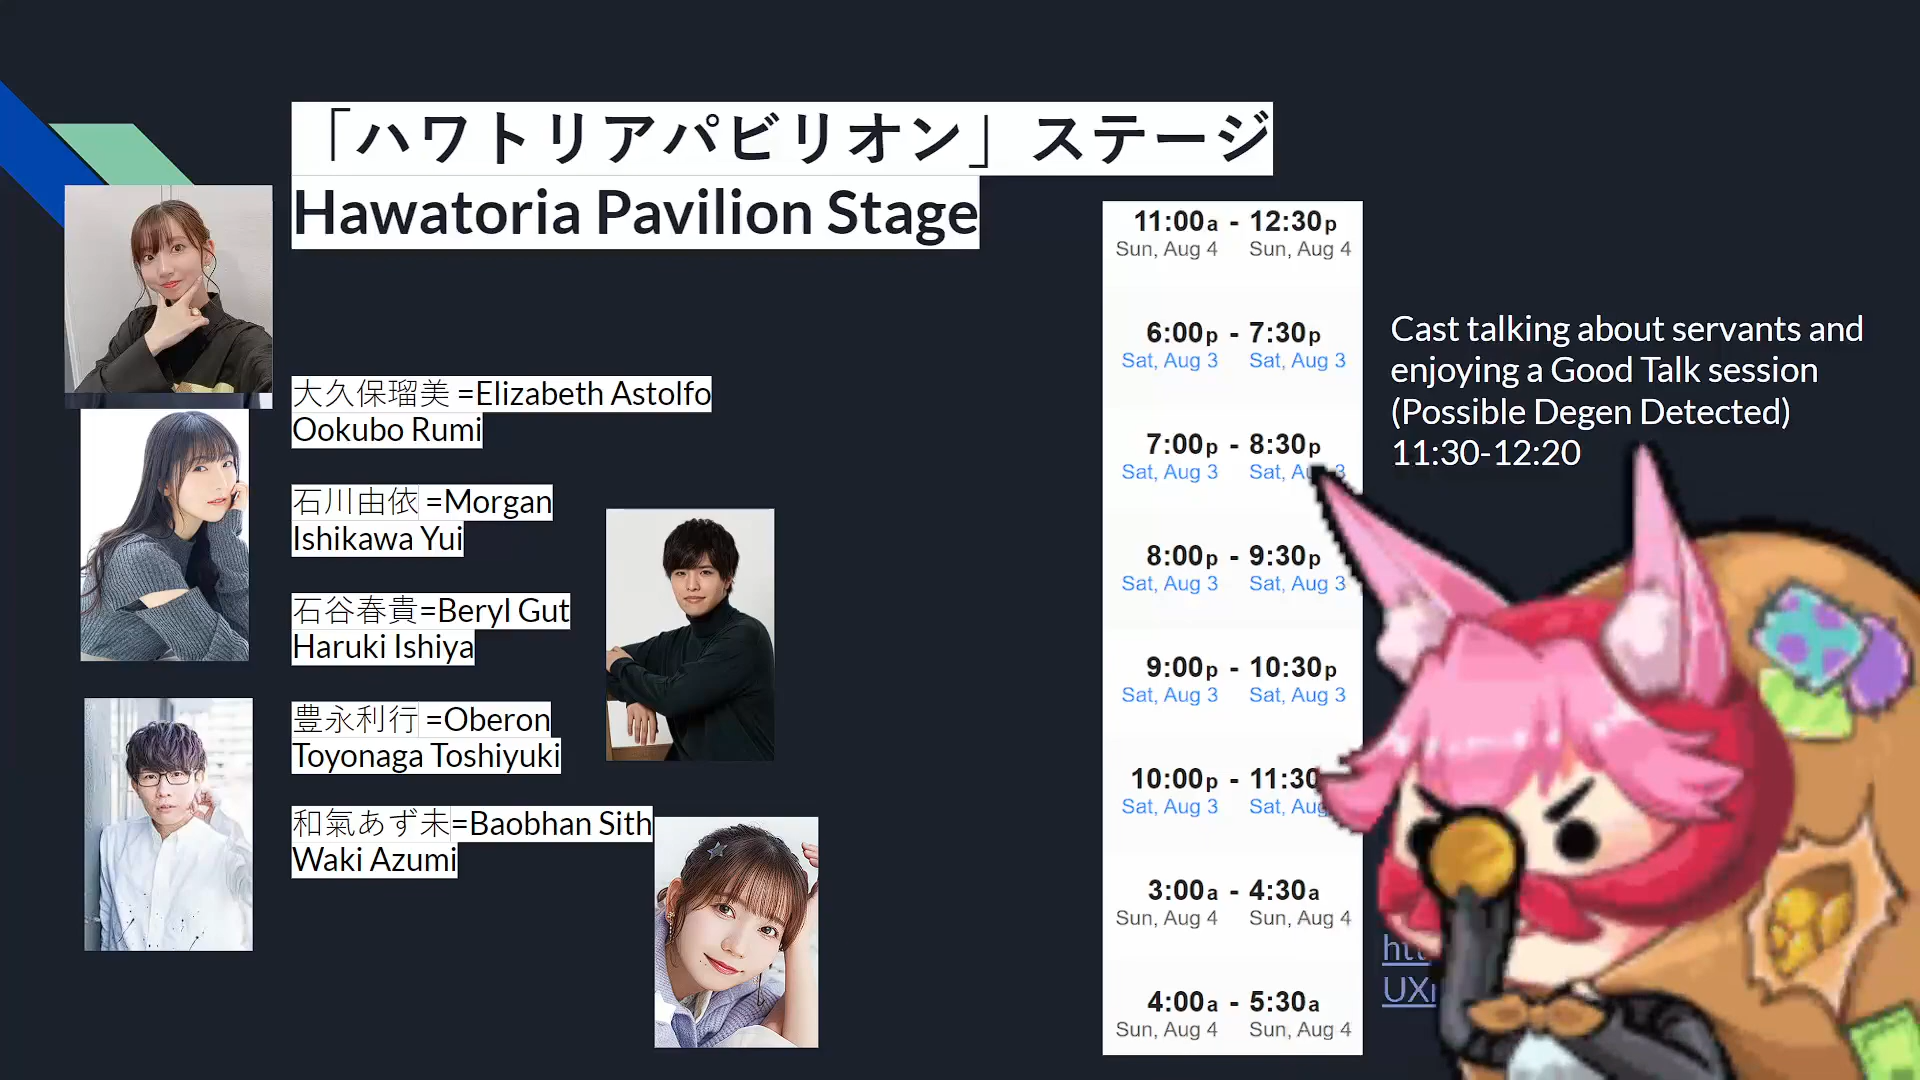 「ハワトリアパビリオン」ステージ
Hawatoria Pavilion Stage
大久保瑠美 =Elizabeth Astolfo
Ookubo Rumi
石川由依 =Morgan
Ishikawa Yui
石谷春貴=Beryl Gut
Haruki Ishiya
豊永利行 =Oberon
Toyonaga Toshiyuki
和氣あず未=Baobhan Sith
Waki Azumi
11:00a - 12:30p
Sun, Aug 4 Sun, Aug 4
6:00p - 7:30p
Sat, Aug 3 Sat, Aug 3
7:00p - 8:30p
Sat, Aug 3 Sat, Au 3
8:00p - 9:30p
Sat, Aug 3 Sat, Aug 3
9:00p - 10:30p
Sat, Aug 3 Sat, Aug 3
10:00p - 11:30
Sat, Aug 3 Sat, Aug
3:00a - 4:30a
Sun, Aug 4 Sun, Aug 4
4:00a - 5:30a
Sun, Aug 4 Sun, Aug 4
Cast talking about servants and
enjoying a Good Talk session
(Possible Degen Detected)
11:30-12:20